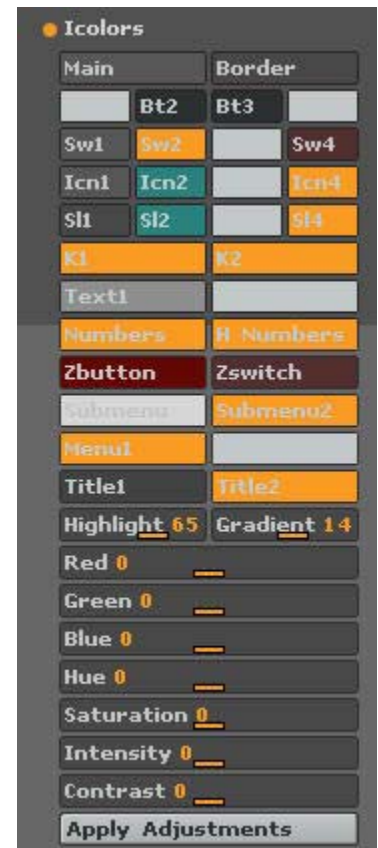 Icolors
Main Border
Bt2 Bt3
Sw1 Sw2 Sw4
Icn1 Icn2 Icn4
Sl1 Sl2 Sl4
K1 K2
Text1
Numbers A Numbers
Zbutton Zswitch
Submenu Submenu2
Menu1
Title1 Title2
Highlight 65 Gradient 14
Red 0
Green 0
Blue 0
Hue 0
Saturation 0
Intensity 0
Contrast 0
Apply Adjustments